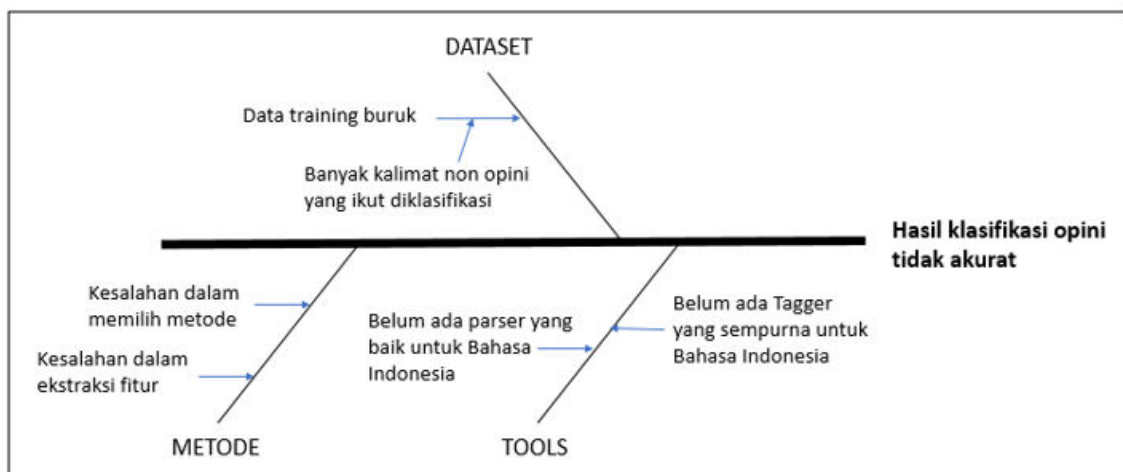 DATASET
Data training buruk
Banyak kalimat non opini
yang ikut diklasifikasi
Hasil klasifikasi opini
tidak akurat
Kesalahan dalam
memilih metode
Kesalahan dalam
ekstraksi fitur
METODE
Belum ada parser yang
baik untuk Bahasa
Indonesia
Belum ada Tagger
yang sempurna untuk
Bahasa Indonesia
TOOLS